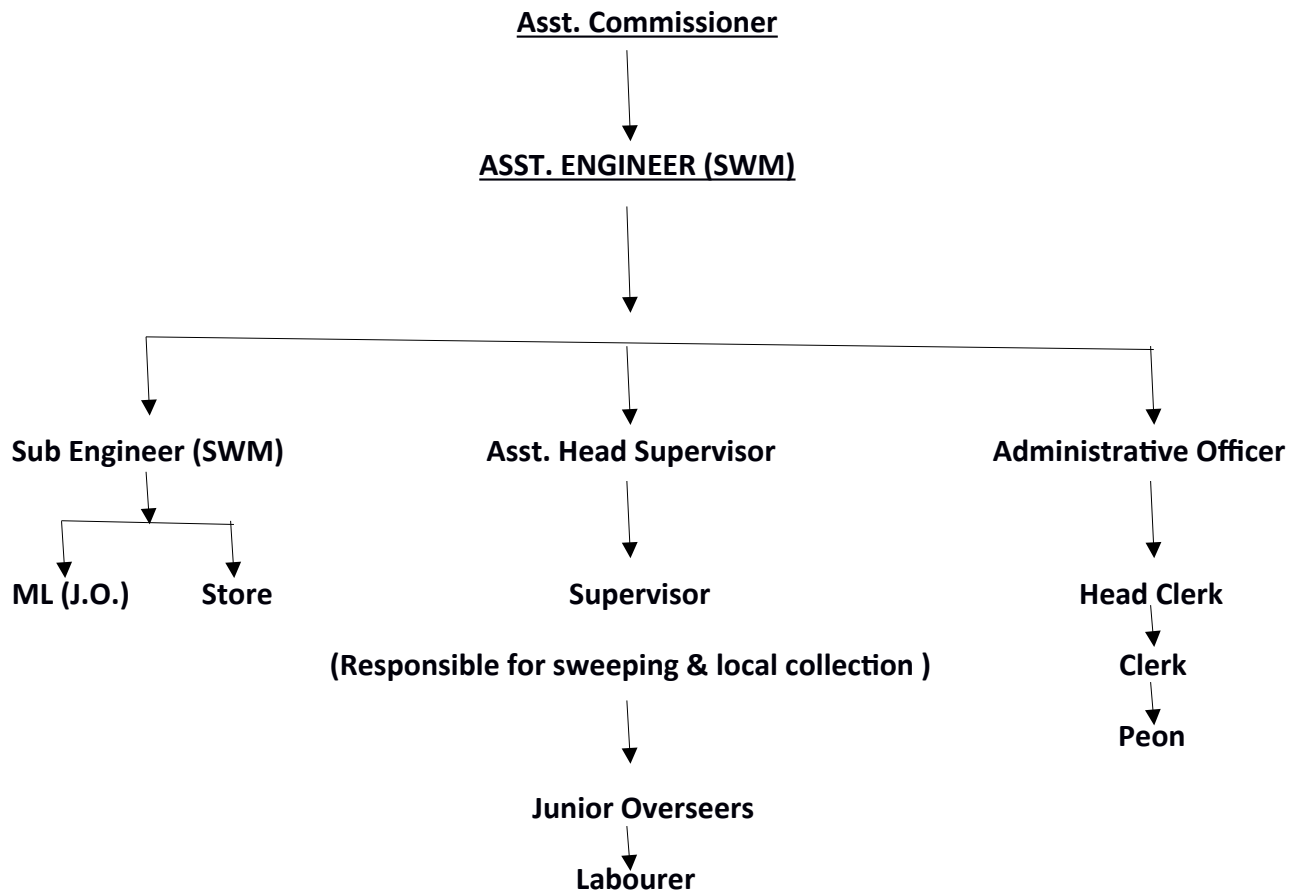 Asst. Commissioner
ASST. ENGINEER (SWM)
Sub Engineer (SWM) Asst. Head Supervisor Administrative Officer
ML (J.O.) Store Supervisor Head Clerk
(Responsible for sweeping & local collection ) Clerk
Peon
Junior Overseers
Labourer